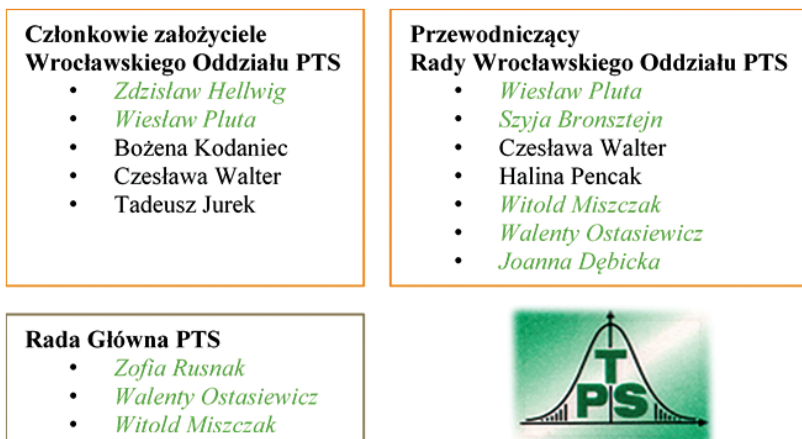 Członkowie założyciele
Wrocławskiego Oddziału PTS
• Zdzisław Hellwig
• Wiesław Pluta
• Bożena Kodaniec
• Czesława Walter
• Tadeusz Jurek
Przewodniczący
Rady Wrocławskiego Oddziału PTS
• Wiesław Pluta
• Szyja Bronsztejn
• Czesława Walter
• Halina Pencak
• Witold Miszczak
• Walenty Ostasiewicz
• Joanna Dębicka
Rada Główna PTS
• Zofia Rusnak
• Walenty Ostasiewicz
• Witold Miszczak
T
PS